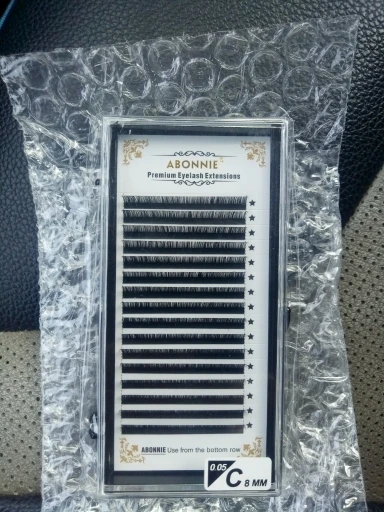 ABONNIE
Premium Eyelash Extensions
ABONNIE Use from the bottom row
0.05
C 8 MM